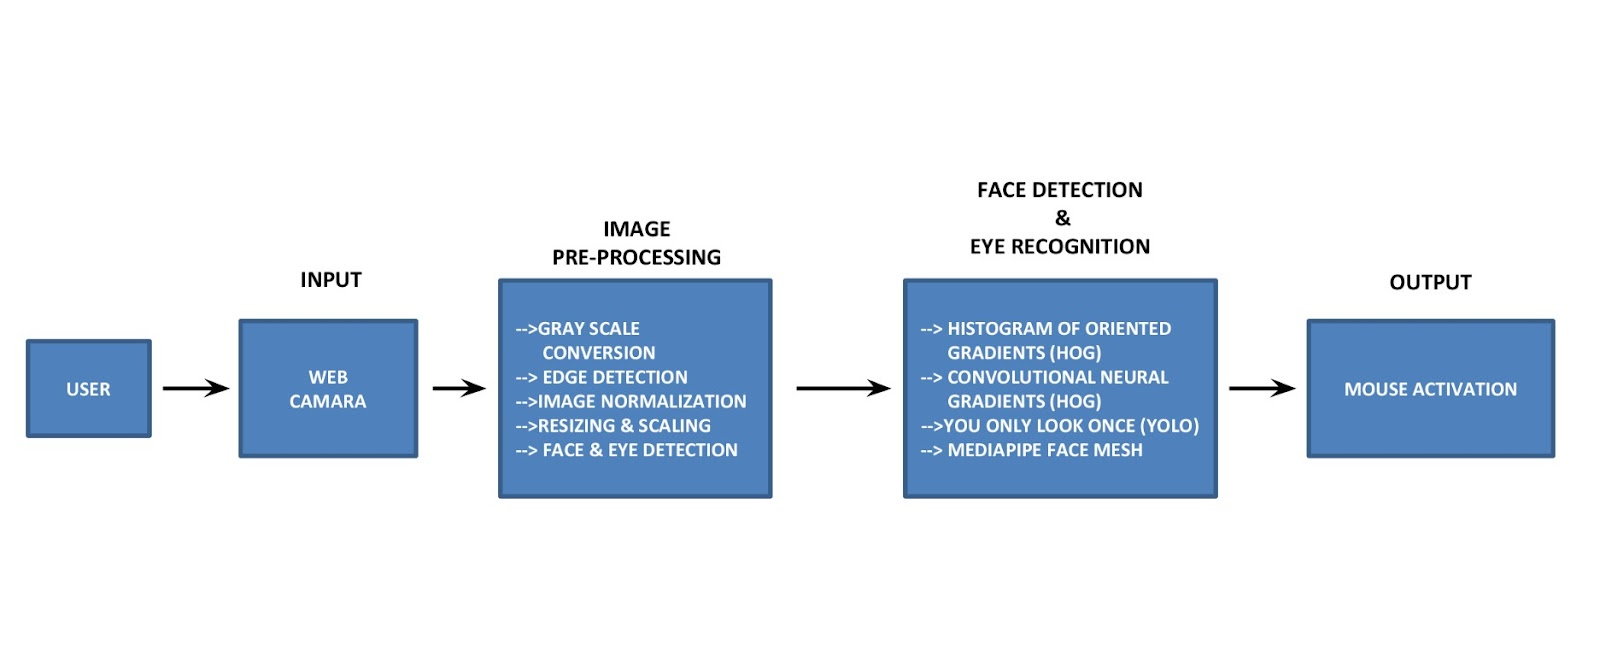 USER
INPUT
WEB
CAMARA
IMAGE
PRE-PROCESSING
-->GRAY SCALE
CONVERSION
--> EDGE DETECTION
-->IMAGE NORMALIZATION
-->RESIZING & SCALING
--> FACE & EYE DETECTION
FACE DETECTION
&
EYE RECOGNITION
--> HISTOGRAM OF ORIENTED
GRADIENTS (HOG)
--> CONVOLUTIONAL NEURAL
GRADIENTS (HOG)
-->YOU ONLY LOOK ONCE (YOLO)
--> MEDIAPIPE FACE MESH
OUTPUT
MOUSE ACTIVATION